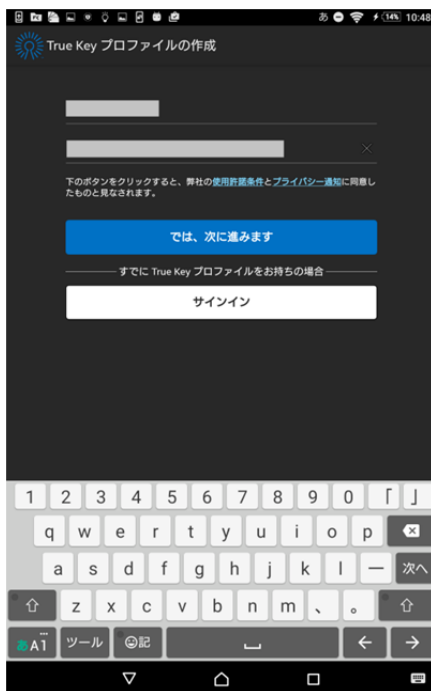 あ 14% 10:48
True Key プロファイルの作成
下のボタンをクリックすると、弊社の使用許諾条件とプライバシー通知に同意し
たものと見なされます。
では、次に進みます
すでに True Key プロファイルをお持ちの場合
サインイン
1 2 3 4 5 6 7 8 9 0 「 」
q w e r t y u i o p
a s d f g h j k l ー 次へ
z x c v b n m 、 。
あA1 ツール 記